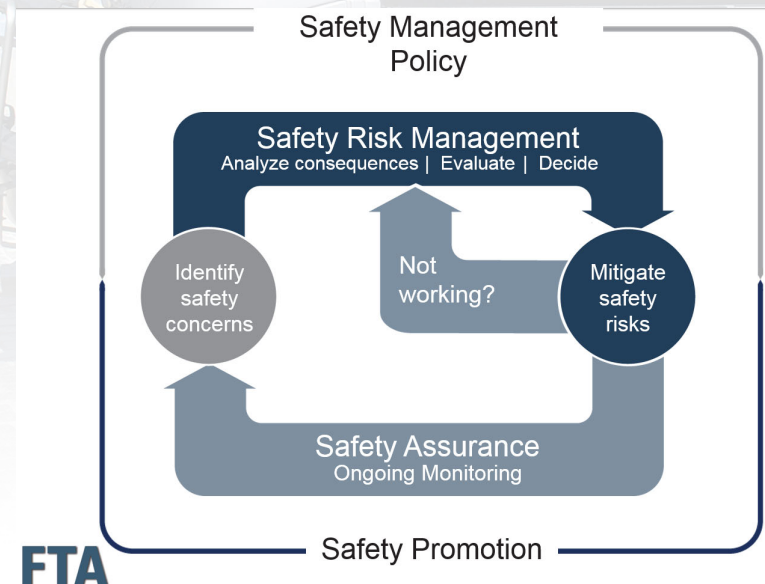 Safety Management
Policy
Safety Risk Management
Analyze consequences | Evaluate | Decide
Identify
safety
concerns
Not
working?
Mitigate
safety
risks
Safety Assurance
Ongoing Monitoring
Safety Promotion
FTA